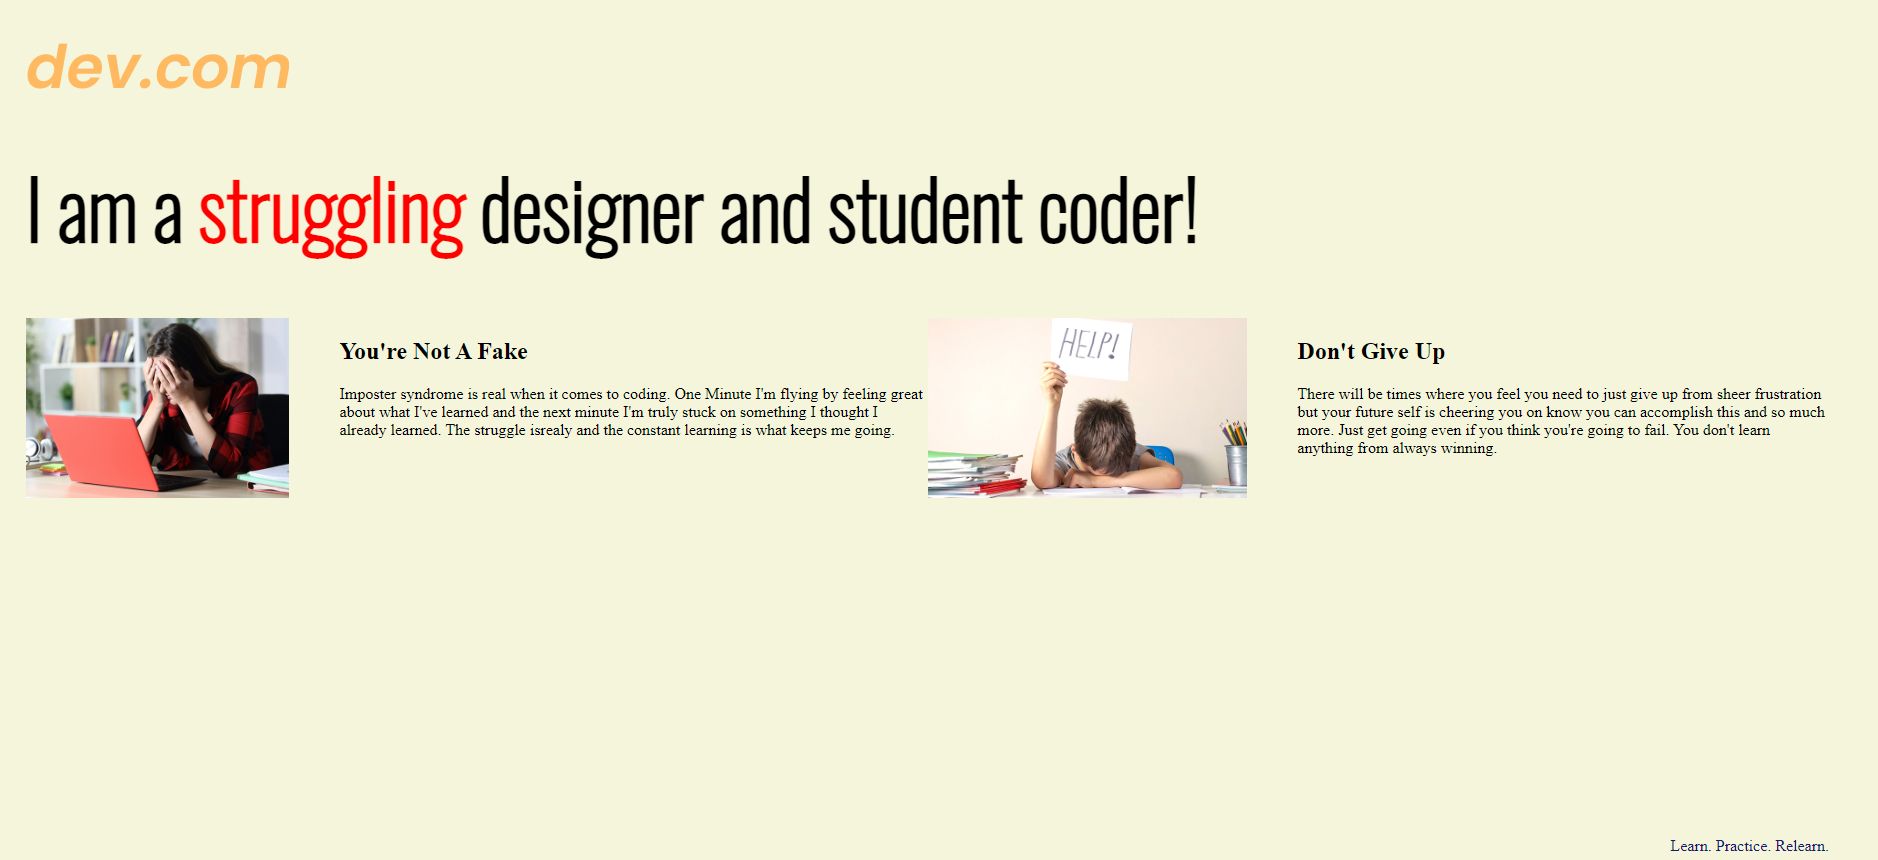 dev.com
I am a struggling designer and student coder!
You're Not A Fake
Imposter syndrome is real when it comes to coding. One Minute I'm flying by feeling great
about what I've learned and the next minute I'm truly stuck on something I thought I
already learned. The struggle isrealy and the constant learning is what keeps me going.
HELP!
Don't Give Up
There will be times where you feel you need to just give up from sheer frustration
but your future self is cheering you on know you can accomplish this and so much
more. Just get going even if you think you're going to fail. You don't learn
anything from always winning.
Learn. Practice. Relearn.